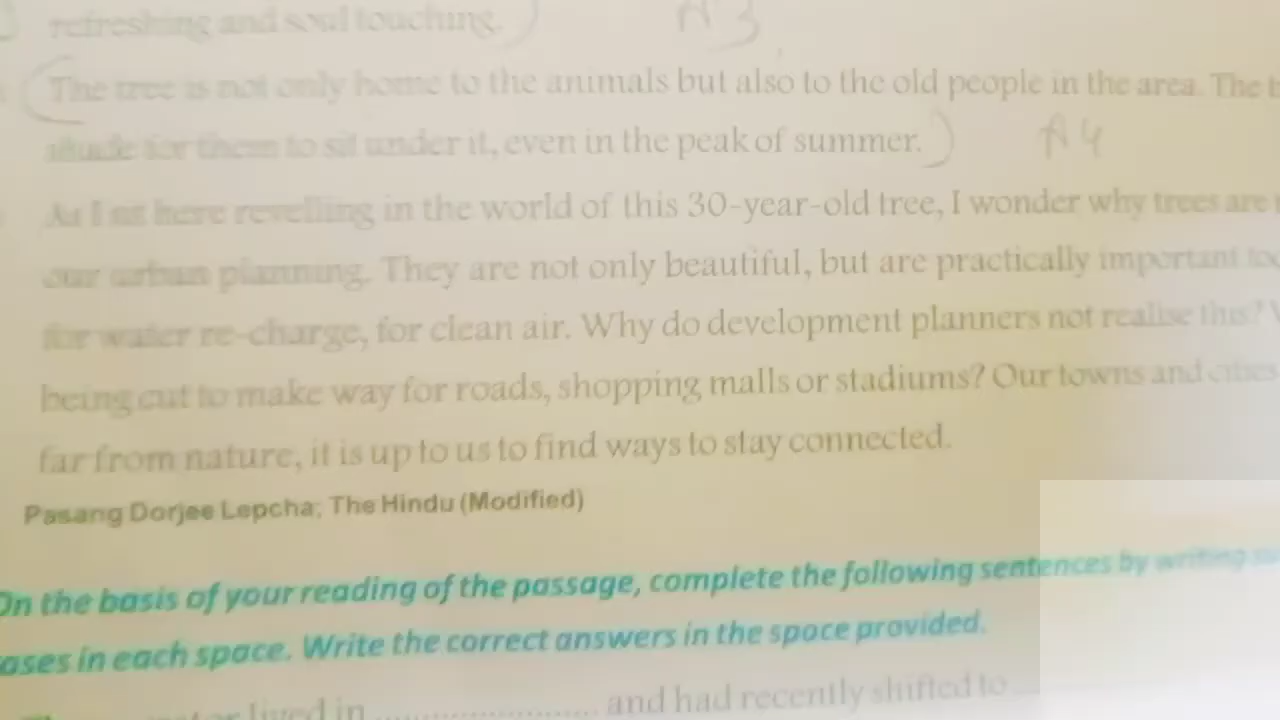 refreshing and soul touching.) A3
(The tree is not only home to the animals but also to the old people in the area. The
shade for them to sit under it, even in the peak of summer.) A4
As I sit here revelling in the world of this 30-year-old tree, I wonder why trees are
our urban planning. They are not only beautiful, but are practically important too
for water re-charge, for clean air. Why do development planners not realise this?
being cut to make way for roads, shopping malls or stadiums? Our towns and cities
far from nature, it is up to us to find ways to stay connected.
Pasang Dorjee Lepcha; The Hindu (Modified)
On the basis of your reading of the passage, complete the following sentences by writing
ases in each space. Write the correct answers in the space provided.
lived in ........................ and had recently shifted to